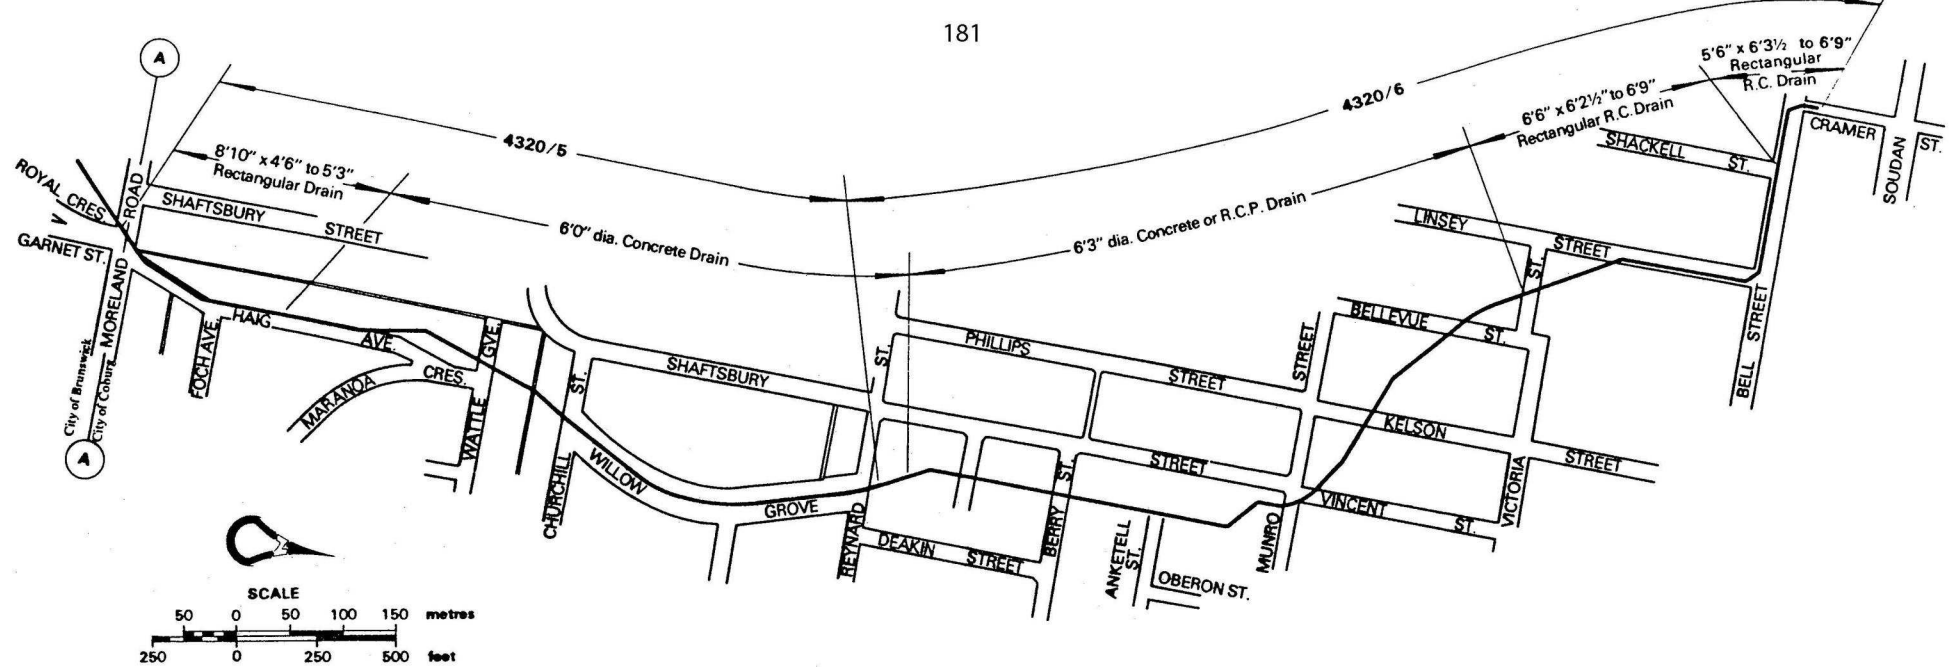 181
A
4320/5
4320/6
5'6" x 6'3½ to 6'9"
Rectangular
R.C. Drain
6'6" x 6'2½" to 6'9"
Rectangular R.C. Drain
8'10" x 4'6" to 5'3"
Rectangular Drain
6'0" dia. Concrete Drain
6'3" dia. Concrete or R.C.P. Drain
ROYAL CRES.
GARNET ST.
MORELAND ROAD
SHAFTSBURY STREET
City of Brunswick
City of Coburg
A
FOCH AVE.
HAIG AVE.
MARANOA CRES.
WATTLE GVE.
CHURCHILL ST.
SHAFTSBURY
WILLOW GROVE
REYNARD ST.
PHILLIPS STREET
STREET
DEAKIN STREET
BERRY ST.
ANKETELL ST.
OBERON ST.
MUNRO STREET
BELLEVUE ST.
KELSON STREET
VINCENT ST.
VICTORIA ST.
LINSEY STREET
SHACKELL ST.
BELL STREET
CRAMER ST.
SOUDAN
SCALE
50 0 50 100 150 metres
250 0 250 500 feet